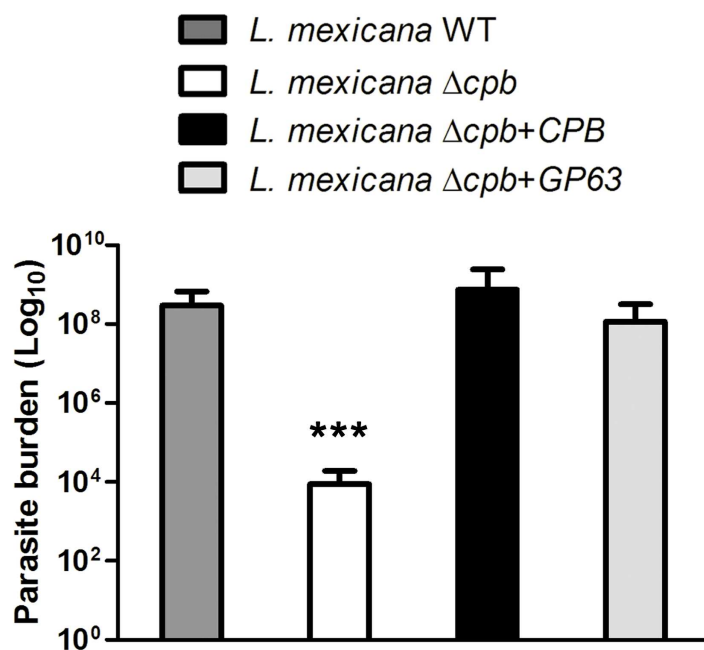 L. mexicana WT
L. mexicana Δcpb
L. mexicana Δcpb+CPB
L. mexicana Δcpb+GP63
Parasite burden (Log₁₀)
10¹⁰
10⁸
10⁶
10⁴
10²
10⁰
***